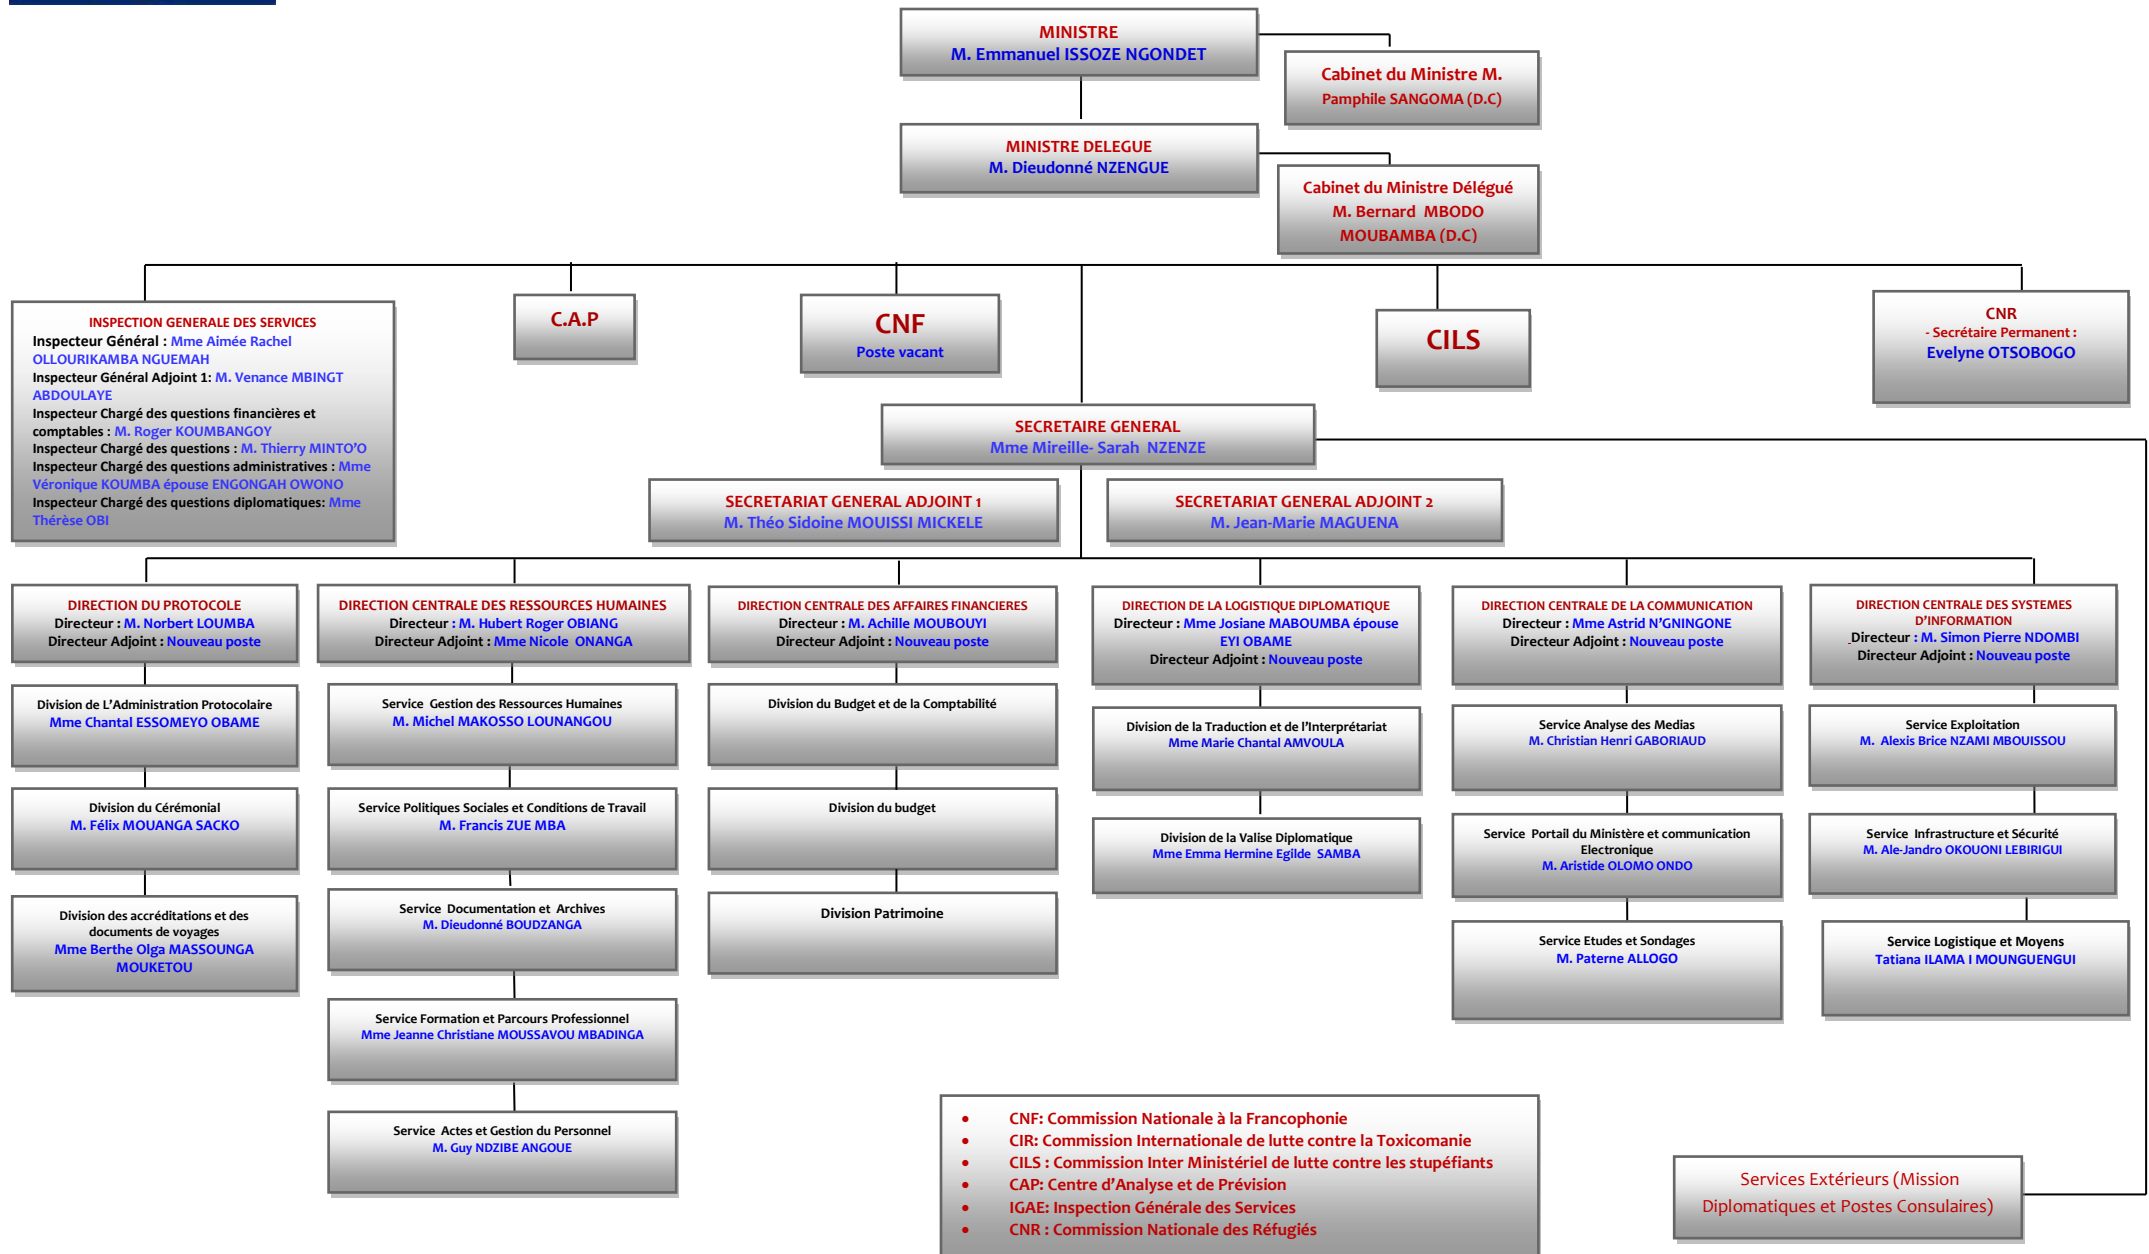 MINISTRE
M. Emmanuel ISSOZE NGONDET
Cabinet du Ministre M.
Pamphile SANGOMA (D.C)
MINISTRE DELEGUE
M. Dieudonné NZENGUE
Cabinet du Ministre Délégué
M. Bernard MBODO
MOUBAMBA (D.C)
INSPECTION GENERALE DES SERVICES
Inspecteur Général : Mme Aimée Rachel
OLLOURIKAMBA NGUEMAH
Inspecteur Général Adjoint 1: M. Venance MBINGT
ABDOULAYE
Inspecteur Chargé des questions financières et
comptables : M. Roger KOUMBANGOY
Inspecteur Chargé des questions : M. Thierry MINTO’O
Inspecteur Chargé des questions administratives : Mme
Véronique KOUMBA épouse ENGONGAH OWONO
Inspecteur Chargé des questions diplomatiques: Mme
Thérèse OBI
C.A.P
CNF
Poste vacant
CILS
CNR
- Secrétaire Permanent :
Evelyne OTSOBOGO
SECRETAIRE GENERAL
Mme Mireille- Sarah NZENZE
SECRETARIAT GENERAL ADJOINT 1
M. Théo Sidoine MOUISSI MICKELE
SECRETARIAT GENERAL ADJOINT 2
M. Jean-Marie MAGUENA
DIRECTION DU PROTOCOLE
Directeur : M. Norbert LOUMBA
Directeur Adjoint : Nouveau poste
Division de L’Administration Protocolaire
Mme Chantal ESSOMEYO OBAME
Division du Cérémonial
M. Félix MOUANGA SACKO
Division des accréditations et des
documents de voyages
Mme Berthe Olga MASSOUNGA
MOUKETOU
DIRECTION CENTRALE DES RESSOURCES HUMAINES
Directeur : M. Hubert Roger OBIANG
Directeur Adjoint : Mme Nicole ONANGA
Service Gestion des Ressources Humaines
M. Michel MAKOSSO LOUNANGOU
Service Politiques Sociales et Conditions de Travail
M. Francis ZUE MBA
Service Documentation et Archives
M. Dieudonné BOUDZANGA
Service Formation et Parcours Professionnel
Mme Jeanne Christiane MOUSSAVOU MBADINGA
Service Actes et Gestion du Personnel
M. Guy NDZIBE ANGOUE
DIRECTION CENTRALE DES AFFAIRES FINANCIERES
Directeur : M. Achille MOUBOUYI
Directeur Adjoint : Nouveau poste
Division du Budget et de la Comptabilité
Division du budget
Division Patrimoine
DIRECTION DE LA LOGISTIQUE DIPLOMATIQUE
Directeur : Mme Josiane MABOUMBA épouse
EYI OBAME
Directeur Adjoint : Nouveau poste
Division de la Traduction et de l’Interprétariat
Mme Marie Chantal AMVOULA
Division de la Valise Diplomatique
Mme Emma Hermine Egilde SAMBA
DIRECTION CENTRALE DE LA COMMUNICATION
Directeur : Mme Astrid N’GNINGONE
Directeur Adjoint : Nouveau poste
Service Analyse des Medias
M. Christian Henri GABORIAUD
Service Portail du Ministère et communication
Electronique
M. Aristide OLOMO ONDO
Service Etudes et Sondages
M. Paterne ALLOGO
DIRECTION CENTRALE DES SYSTEMES
D’INFORMATION
Directeur : M. Simon Pierre NDOMBI
Directeur Adjoint : Nouveau poste
Service Exploitation
M. Alexis Brice NZAMI MBOUISSOU
Service Infrastructure et Sécurité
M. Ale-Jandro OKOUONI LEBIRIGUI
Service Logistique et Moyens
Tatiana ILAMA I MOUNGUENGUI
• CNF: Commission Nationale à la Francophonie
• CIR: Commission Internationale de lutte contre la Toxicomanie
• CILS : Commission Inter Ministériel de lutte contre les stupéfiants
• CAP: Centre d’Analyse et de Prévision
• IGAE: Inspection Générale des Services
• CNR : Commission Nationale des Réfugiés
Services Extérieurs (Mission
Diplomatiques et Postes Consulaires)